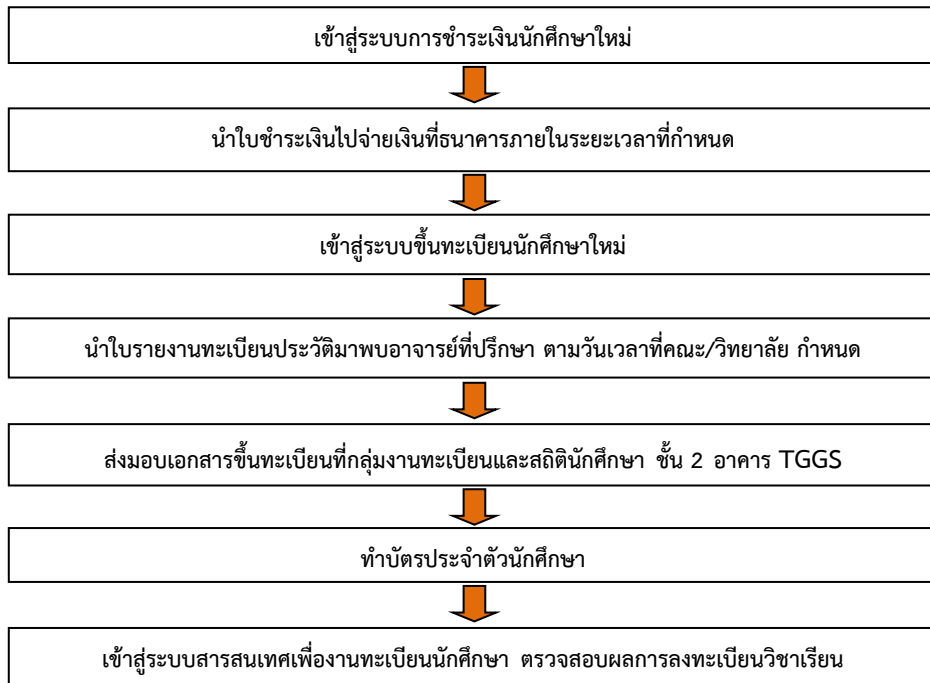 เข้าสู่ระบบการชำระเงินนักศึกษาใหม่
นำใบชำระเงินไปจ่ายเงินที่ธนาคารภายในระยะเวลาที่กำหนด
เข้าสู่ระบบขึ้นทะเบียนนักศึกษาใหม่
นำใบรายงานทะเบียนประวัติมาพบอาจารย์ที่ปรึกษา ตามวันเวลาที่คณะ/วิทยาลัย กำหนด
ส่งมอบเอกสารขึ้นทะเบียนที่กลุ่มงานทะเบียนและสถิตินักศึกษา ชั้น 2 อาคาร TGGS
ทำบัตรประจำตัวนักศึกษา
เข้าสู่ระบบสารสนเทศเพื่องานทะเบียนนักศึกษา ตรวจสอบผลการลงทะเบียนวิชาเรียน